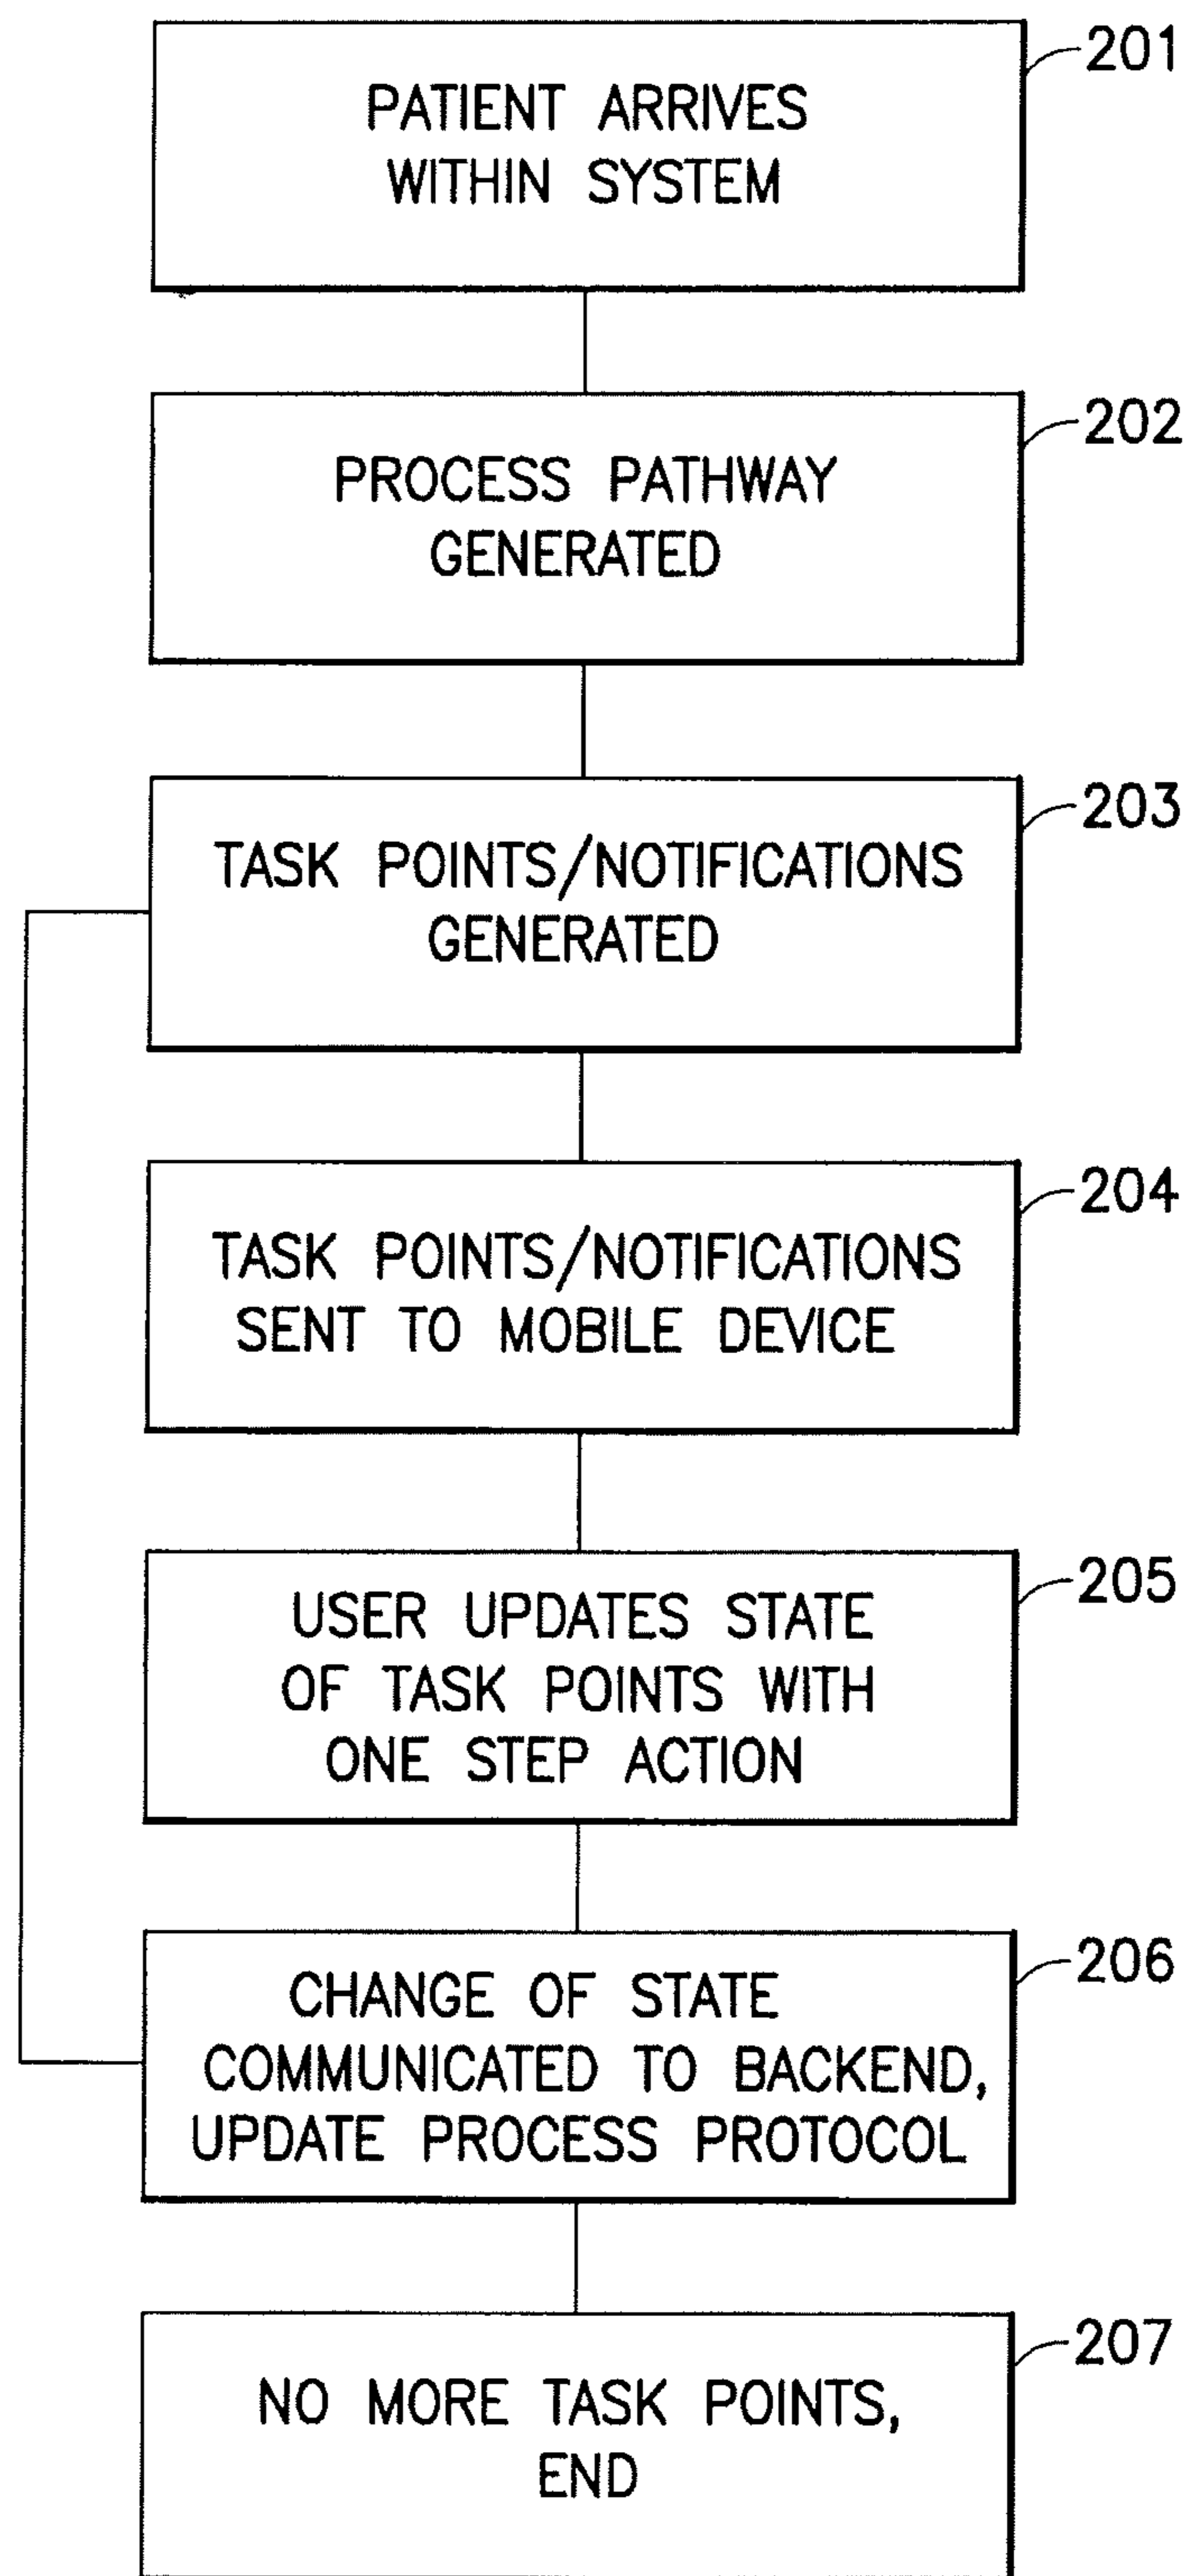 201
PATIENT ARRIVES
WITHIN SYSTEM
202
PROCESS PATHWAY
GENERATED
203
TASK POINTS/NOTIFICATIONS
GENERATED
204
TASK POINTS/NOTIFICATIONS
SENT TO MOBILE DEVICE
205
USER UPDATES STATE
OF TASK POINTS WITH
ONE STEP ACTION
206
CHANGE OF STATE
COMMUNICATED TO BACKEND,
UPDATE PROCESS PROTOCOL
207
NO MORE TASK POINTS,
END